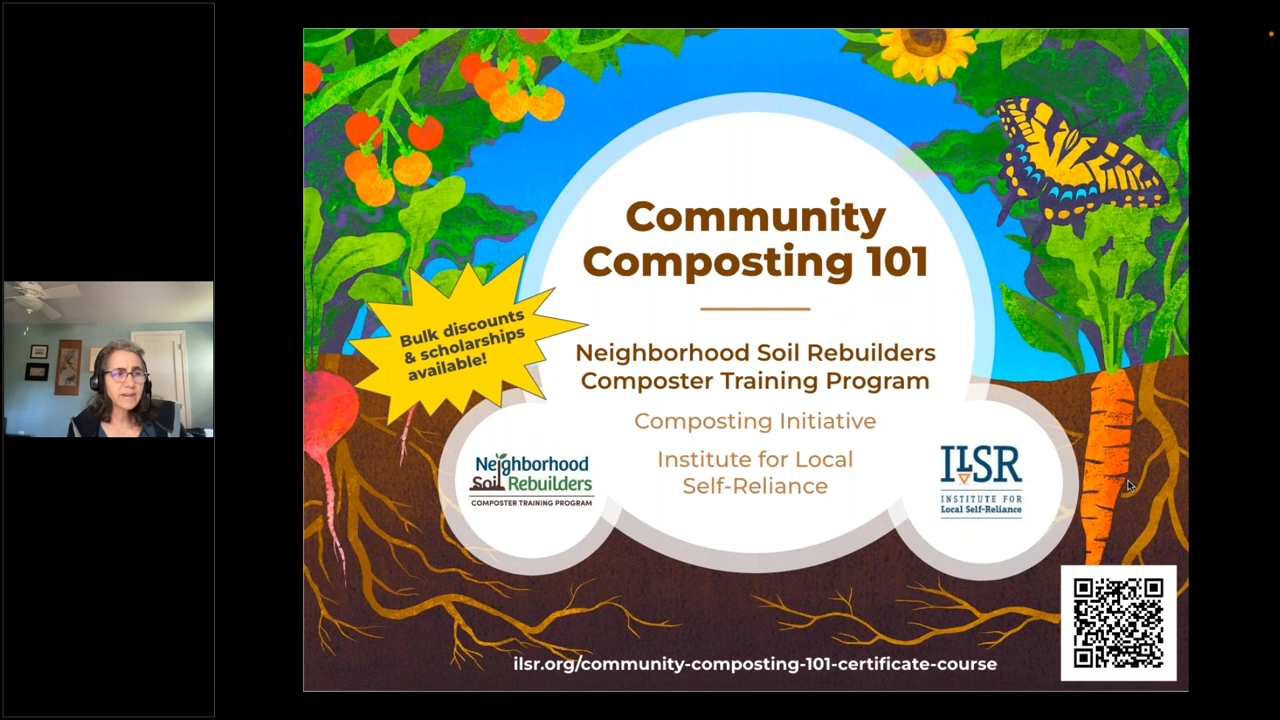 Community
Composting 101
Bulk discounts
& scholarships
available!
Neighborhood Soil Rebuilders
Composter Training Program
Composting Initiative
Institute for Local
Self-Reliance
Neighborhood
Soil Rebuilders
COMPOSTER TRAINING PROGRAM
ILSR
INSTITUTE FOR
Local Self-Reliance
ilsr.org/community-composting-101-certificate-course